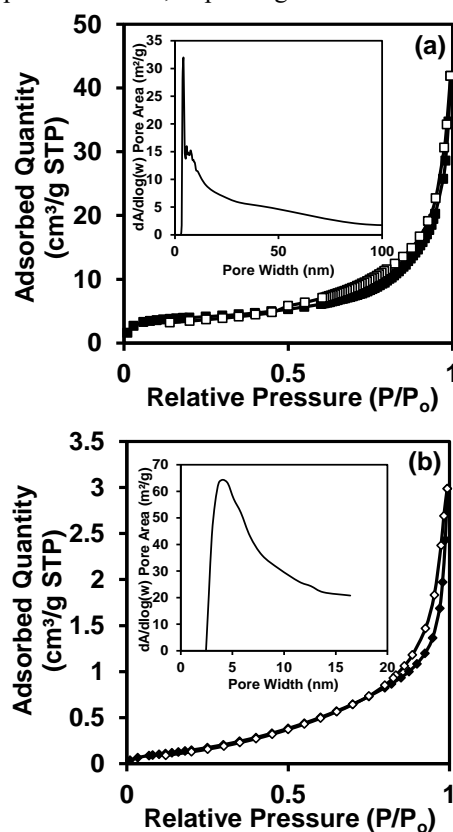 (a)
Adsorbed Quantity
(cm³/g STP)
50
40
30
20
10
0
dA/dlog(w) Pore Area (m²/g)
35
30
25
20
15
10
5
0
0 50 100
Pore Width (nm)
0 0.5 1
Relative Pressure (P/Pₒ)
(b)
Adsorbed Quantity
(cm³/g STP)
3.5
3
2.5
2
1.5
1
0.5
0
dA/dlog(w) Pore Area (m²/g)
70
60
50
40
30
20
10
0
0 5 10 15 20
Pore Width (nm)
0 0.5 1
Relative Pressure (P/Pₒ)